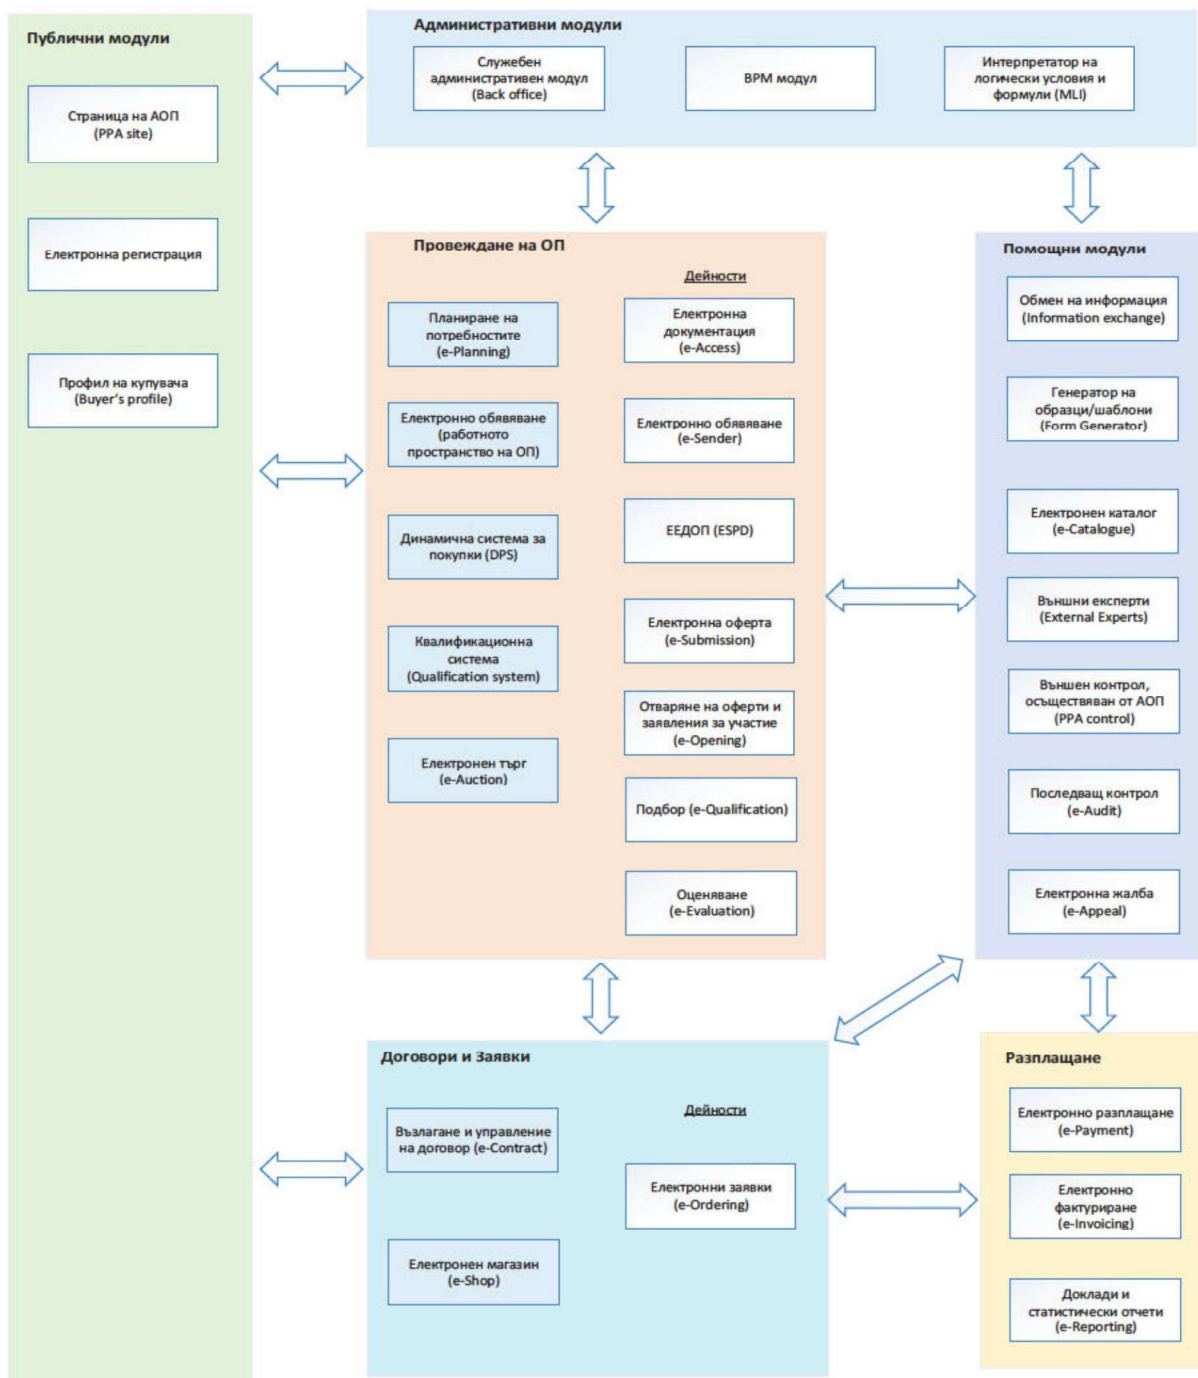 Публични модули
Страница на АОП
(PPA site)
Електронна регистрация
Профил на купувача
(Buyer's profile)
Административни модули
Служебен
административен модул
(Back office)
BPM модул
Интерпретатор на
логически условия и
формули (MLI)
Провеждане на ОП
Планиране на
потребностите
(e-Planning)
Електронно обявяване
(работното
пространство на ОП)
Динамична система за
покупки (DPS)
Квалификационна
система
(Qualification system)
Електронен търг
(e-Auction)
Дейности
Електронна
документация
(e-Access)
Електронно обявяване
(e-Sender)
ЕЕДОП (ESPD)
Електронна оферта
(e-Submission)
Отваряне на оферти и
заявления за участие
(e-Opening)
Подбор (e-Qualification)
Оценяване
(e-Evaluation)
Помощни модули
Обмен на информация
(Information exchange)
Генератор на
образци/шаблони
(Form Generator)
Електронен каталог
(e-Catalogue)
Външни експерти
(External Experts)
Външен контрол,
осъществяван от АОП
(PPA control)
Последващ контрол
(e-Audit)
Електронна жалба
(e-Appeal)
Договори и Заявки
Възлагане и управление
на договор (e-Contract)
Електронен магазин
(e-Shop)
Дейности
Електронни заявки
(e-Ordering)
Разплащане
Електронно разплащане
(e-Payment)
Електронно
фактуриране
(e-Invoicing)
Доклади и
статистически отчети
(e-Reporting)